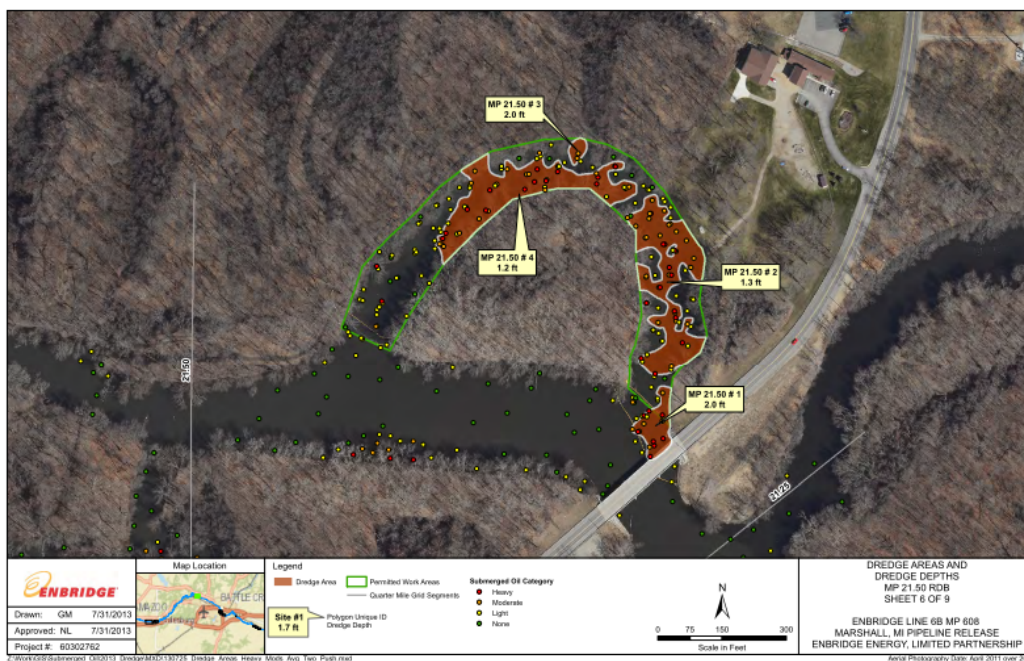 MP 21.50 # 3
2.0 ft
MP 21.50 # 4
1.2 ft
MP 21.50 # 2
1.3 ft
21.50
MP 21.50 # 1
2.0 ft
21.25
ENBRIDGE
Drawn: GM 7/31/2013
Approved: NL 7/31/2013
Project #: 60302762
Map Location
BATTLE CR
Legend
Dredge Area
Permitted Work Areas
Quarter Mile Grid Segments
Site #1
1.7 ft
Polygon Unique ID
Dredge Depth
Submerged Oil Category
Heavy
Moderate
Light
None
N
0 75 150 300
Scale in Feet
DREDGE AREAS AND
DREDGE DEPTHS
MP 21.50 RDB
SHEET 6 OF 9
ENBRIDGE LINE 6B MP 608
MARSHALL, MI PIPELINE RELEASE
ENBRIDGE ENERGY, LIMITED PARTNERSHIP
Aerial Photography Date: April 2011 over 2